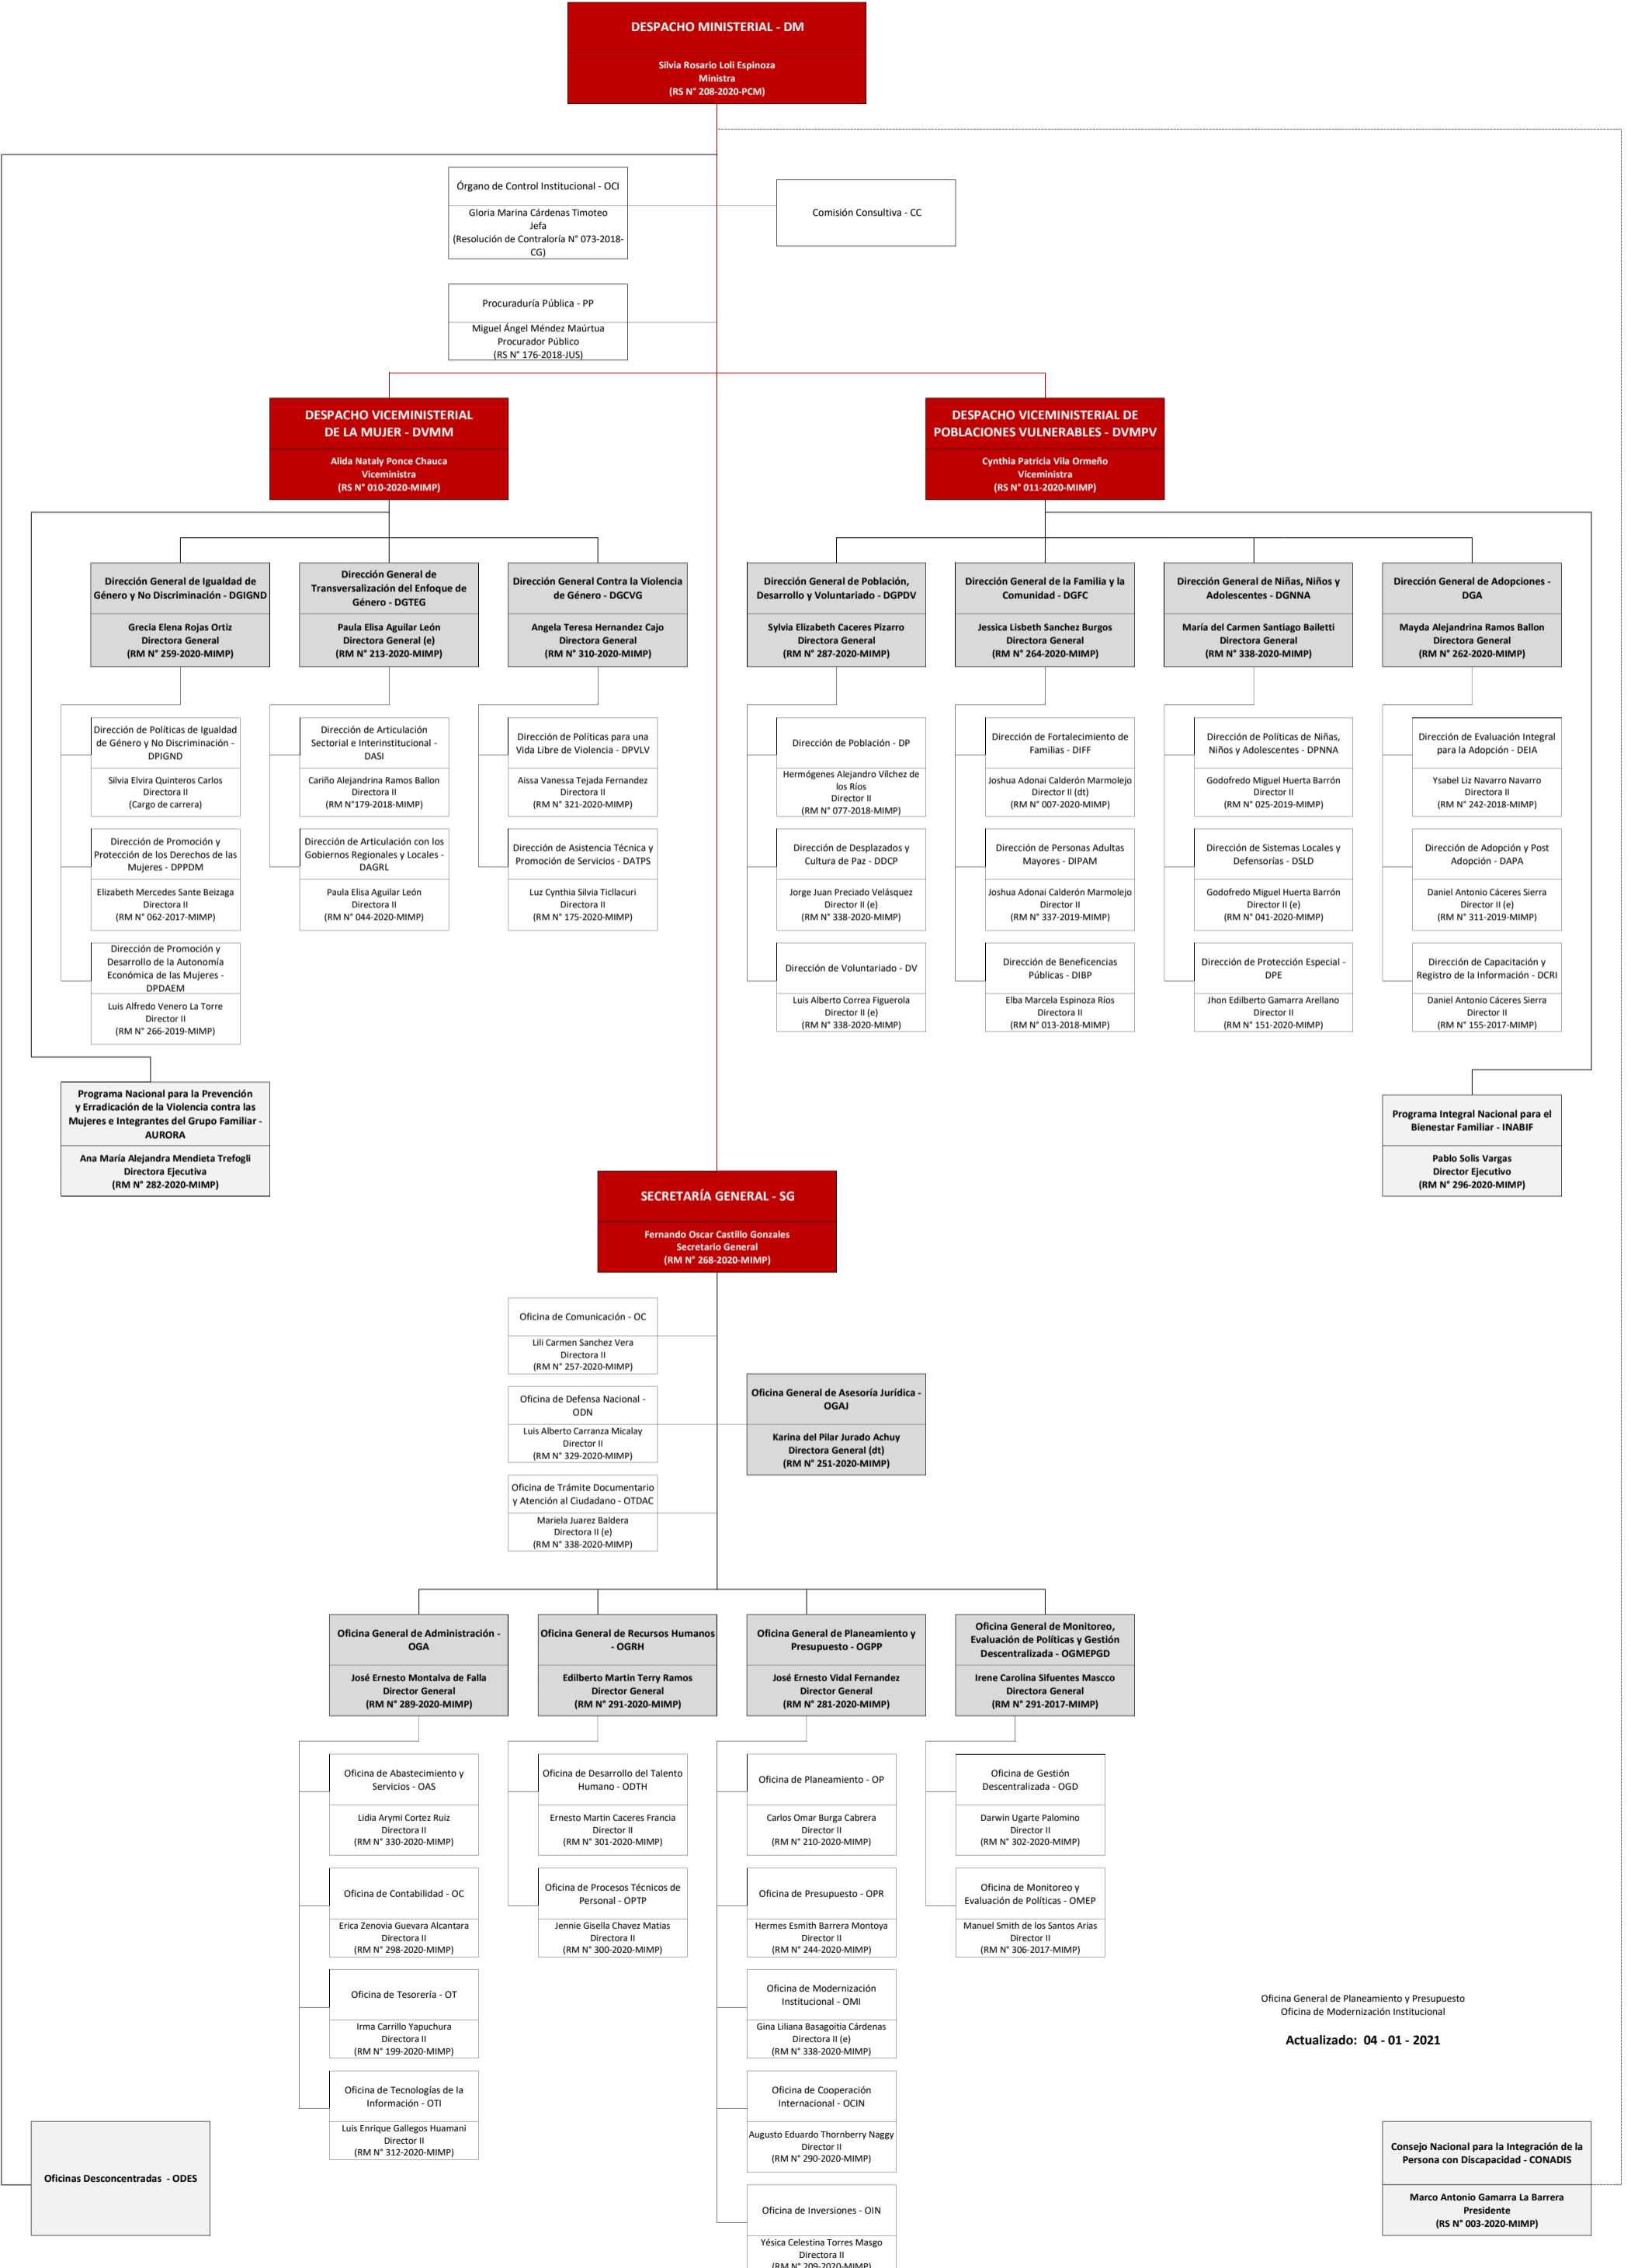 DESPACHO MINISTERIAL - DM
Silvia Rosario Loli Espinoza
Ministra
(RS N° 208-2020-PCM)
Órgano de Control Institucional - OCI
Gloria Marina Cárdenas Timoteo
Jefa
(Resolución de Contraloría N° 073-2018-
CG)
Comisión Consultiva - CC
Procuraduría Pública - PP
Miguel Ángel Méndez Maúrtua
Procurador Público
(RS N° 176-2018-JUS)
DESPACHO VICEMINISTERIAL
DE LA MUJER - DVMM
Alida Nataly Ponce Chauca
Viceministra
(RS N° 010-2020-MIMP)
DESPACHO VICEMINISTERIAL DE
POBLACIONES VULNERABLES - DVMPV
Cynthia Patricia Vila Ormeño
Viceministra
(RS N° 011-2020-MIMP)
Dirección General de Igualdad de
Género y No Discriminación - DGIGND
Grecia Elena Rojas Ortiz
Directora General
(RM N° 259-2020-MIMP)
Dirección General de
Transversalización del Enfoque de
Género - DGTEG
Paula Elisa Aguilar León
Directora General (e)
(RM N° 213-2020-MIMP)
Dirección General Contra la Violencia
de Género - DGCVG
Angela Teresa Hernandez Cajo
Directora General
(RM N° 310-2020-MIMP)
Dirección General de Población,
Desarrollo y Voluntariado - DGPDV
Sylvia Elizabeth Caceres Pizarro
Directora General
(RM N° 287-2020-MIMP)
Dirección General de la Familia y la
Comunidad - DGFC
Jessica Lisbeth Sanchez Burgos
Directora General
(RM N° 264-2020-MIMP)
Dirección General de Niñas, Niños y
Adolescentes - DGNNA
María del Carmen Santiago Bailetti
Directora General
(RM N° 338-2020-MIMP)
Dirección General de Adopciones -
DGA
Mayda Alejandrina Ramos Ballon
Directora General
(RM N° 262-2020-MIMP)
Dirección de Políticas de Igualdad
de Género y No Discriminación -
DPIGND
Silvia Elvira Quinteros Carlos
Directora II
(Cargo de carrera)
Dirección de Articulación
Sectorial e Interinstitucional -
DASI
Cariño Alejandrina Ramos Ballon
Directora II
(RM N°179-2018-MIMP)
Dirección de Políticas para una
Vida Libre de Violencia - DPVLV
Aissa Vanessa Tejada Fernandez
Directora II
(RM N° 321-2020-MIMP)
Dirección de Población - DP
Hermógenes Alejandro Vílchez de
los Ríos
Director II
(RM N° 077-2018-MIMP)
Dirección de Fortalecimiento de
Familias - DIFF
Joshua Adonai Calderón Marmolejo
Director II (dt)
(RM N° 007-2020-MIMP)
Dirección de Políticas de Niñas,
Niños y Adolescentes - DPNNA
Godofredo Miguel Huerta Barrón
Director II
(RM N° 025-2019-MIMP)
Dirección de Evaluación Integral
para la Adopción - DEIA
Ysabel Liz Navarro Navarro
Directora II
(RM N° 242-2018-MIMP)
Dirección de Promoción y
Protección de los Derechos de las
Mujeres - DPPDM
Elizabeth Mercedes Sante Beizaga
Directora II
(RM N° 062-2017-MIMP)
Dirección de Articulación con los
Gobiernos Regionales y Locales -
DAGRL
Paula Elisa Aguilar León
Directora II
(RM N° 044-2020-MIMP)
Dirección de Asistencia Técnica y
Promoción de Servicios - DATPS
Luz Cynthia Silvia Ticllacuri
Directora II
(RM N° 175-2020-MIMP)
Dirección de Desplazados y
Cultura de Paz - DDCP
Jorge Juan Preciado Velásquez
Director II (e)
(RM N° 338-2020-MIMP)
Dirección de Personas Adultas
Mayores - DIPAM
Joshua Adonai Calderón Marmolejo
Director II
(RM N° 337-2019-MIMP)
Dirección de Sistemas Locales y
Defensorías - DSLD
Godofredo Miguel Huerta Barrón
Director II (e)
(RM N° 041-2020-MIMP)
Dirección de Adopción y Post
Adopción - DAPA
Daniel Antonio Cáceres Sierra
Director II (e)
(RM N° 311-2019-MIMP)
Dirección de Promoción y
Desarrollo de la Autonomía
Económica de las Mujeres -
DPDAEM
Luis Alfredo Venero La Torre
Director II
(RM N° 266-2019-MIMP)
Dirección de Voluntariado - DV
Luis Alberto Correa Figuerola
Director II (e)
(RM N° 338-2020-MIMP)
Dirección de Beneficencias
Públicas - DIBP
Elba Marcela Espinoza Ríos
Directora II
(RM N° 013-2018-MIMP)
Dirección de Protección Especial -
DPE
Jhon Edilberto Gamarra Arellano
Director II
(RM N° 151-2020-MIMP)
Dirección de Capacitación y
Registro de la Información - DCRI
Daniel Antonio Cáceres Sierra
Director II
(RM N° 155-2017-MIMP)
Programa Nacional para la Prevención
y Erradicación de la Violencia contra las
Mujeres e Integrantes del Grupo Familiar -
AURORA
Ana María Alejandra Mendieta Trefogli
Directora Ejecutiva
(RM N° 282-2020-MIMP)
Programa Integral Nacional para el
Bienestar Familiar - INABIF
Pablo Solis Vargas
Director Ejecutivo
(RM N° 296-2020-MIMP)
SECRETARÍA GENERAL - SG
Fernando Oscar Castillo Gonzales
Secretario General
(RM N° 268-2020-MIMP)
Oficina de Comunicación - OC
Lili Carmen Sanchez Vera
Directora II
(RM N° 257-2020-MIMP)
Oficina de Defensa Nacional -
ODN
Luis Alberto Carranza Micalay
Director II
(RM N° 329-2020-MIMP)
Oficina General de Asesoría Jurídica -
OGAJ
Karina del Pilar Jurado Achuy
Directora General (dt)
(RM N° 251-2020-MIMP)
Oficina de Trámite Documentario
y Atención al Ciudadano - OTDAC
Mariela Juarez Baldera
Directora II (e)
(RM N° 338-2020-MIMP)
Oficina General de Administración -
OGA
José Ernesto Montalva de Falla
Director General
(RM N° 289-2020-MIMP)
Oficina General de Recursos Humanos
- OGRH
Edilberto Martin Terry Ramos
Director General
(RM N° 291-2020-MIMP)
Oficina General de Planeamiento y
Presupuesto - OGPP
José Ernesto Vidal Fernandez
Director General
(RM N° 281-2020-MIMP)
Oficina General de Monitoreo,
Evaluación de Políticas y Gestión
Descentralizada - OGMEPGD
Irene Carolina Sifuentes Mascco
Directora General
(RM N° 291-2017-MIMP)
Oficina de Abastecimiento y
Servicios - OAS
Lidia Arymi Cortez Ruiz
Directora II
(RM N° 330-2020-MIMP)
Oficina de Desarrollo del Talento
Humano - ODTH
Ernesto Martin Caceres Francia
Director II
(RM N° 301-2020-MIMP)
Oficina de Planeamiento - OP
Carlos Omar Burga Cabrera
Director II
(RM N° 210-2020-MIMP)
Oficina de Gestión
Descentralizada - OGD
Darwin Ugarte Palomino
Director II
(RM N° 302-2020-MIMP)
Oficina de Contabilidad - OC
Erica Zenovia Guevara Alcantara
Directora II
(RM N° 298-2020-MIMP)
Oficina de Procesos Técnicos de
Personal - OPTP
Jennie Gisella Chavez Matias
Directora II
(RM N° 300-2020-MIMP)
Oficina de Presupuesto - OPR
Hermes Esmith Barrera Montoya
Director II
(RM N° 244-2020-MIMP)
Oficina de Monitoreo y
Evaluación de Políticas - OMEP
Manuel Smith de los Santos Arias
Director II
(RM N° 306-2017-MIMP)
Oficina de Tesorería - OT
Irma Carrillo Yapuchura
Directora II
(RM N° 199-2020-MIMP)
Oficina de Modernización
Institucional - OMI
Gina Liliana Basagoitia Cárdenas
Directora II (e)
(RM N° 338-2020-MIMP)
Oficina General de Planeamiento y Presupuesto
Oficina de Modernización Institucional
Actualizado: 04 - 01 - 2021
Oficina de Tecnologías de la
Información - OTI
Luis Enrique Gallegos Huamani
Director II
(RM N° 312-2020-MIMP)
Oficina de Cooperación
Internacional - OCIN
Augusto Eduardo Thornberry Naggy
Director II
(RM N° 290-2020-MIMP)
Oficinas Desconcentradas - ODES
Consejo Nacional para la Integración de la
Persona con Discapacidad - CONADIS
Marco Antonio Gamarra La Barrera
Presidente
(RS N° 003-2020-MIMP)
Oficina de Inversiones - OIN
Yésica Celestina Torres Masgo
Directora II
(RM N° 209-2020-MIMP)